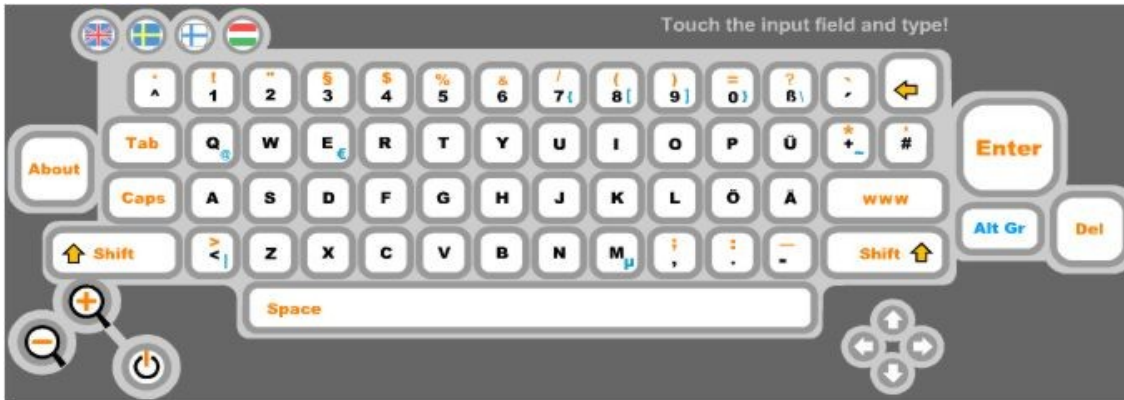 Touch the input field and type!
° ^ ! 1 " 2 § 3 $ 4 % 5 & 6 / 7 { ( 8 [ ) 9 ] = 0 } ? ß \ ` ´
Tab Q @ W E € R T Y U I O P Ü * + ~ ' # Enter
About
Caps A S D F G H J K L Ö Ä www
Alt Gr Del
Shift > < | Z X C V B N M µ ; , : . _ - Shift
Space